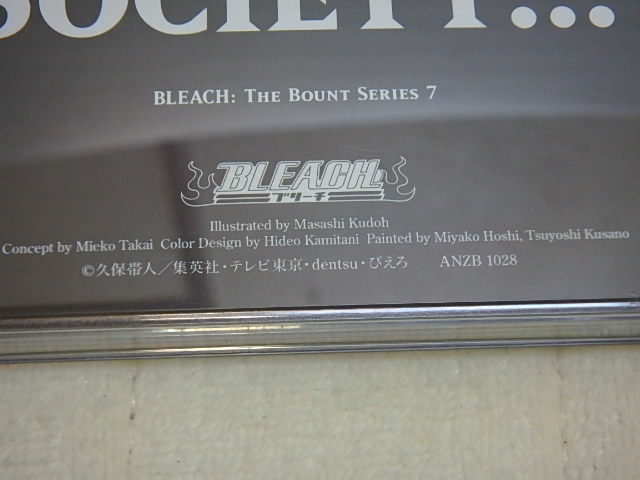 SOCIETY...
BLEACH: THE BOUNT SERIES 7
BLEACH
ブリーチ
Illustrated by Masashi Kudoh
Concept by Mieko Takai Color Design by Hideo Kamitani Painted by Miyako Hoshi, Tsuyoshi Kusano
©久保帯人／集英社・テレビ東京・dentsu・ぴえろ ANZB 1028